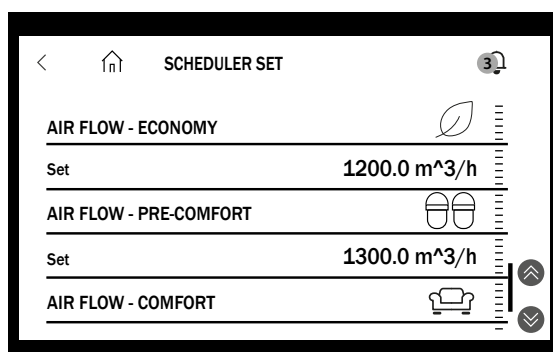 SCHEDULER SET
3
AIR FLOW - ECONOMY
Set 1200.0 m^3/h
AIR FLOW - PRE-COMFORT
Set 1300.0 m^3/h
AIR FLOW - COMFORT